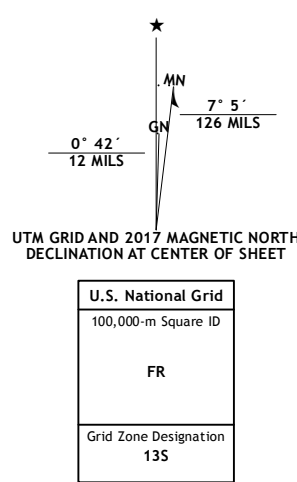 MN
GN
7° 5´
126 MILS
0° 42´
12 MILS
UTM GRID AND 2017 MAGNETIC NORTH
DECLINATION AT CENTER OF SHEET
U.S. National Grid
100,000-m Square ID
FR
Grid Zone Designation
13S